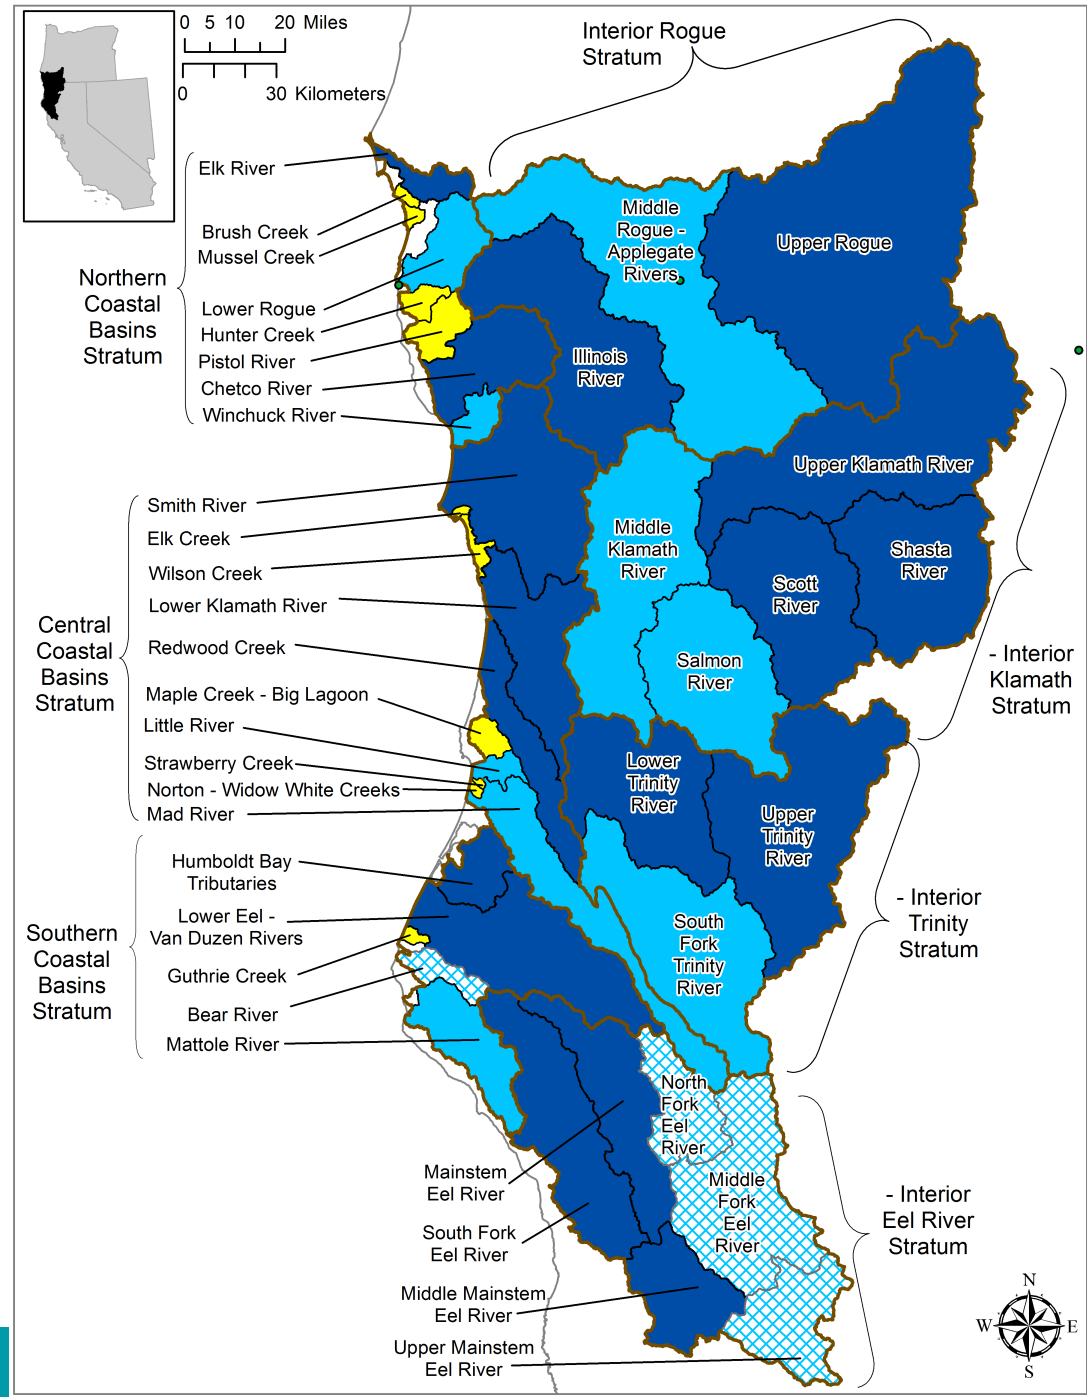 0 5 10 20 Miles
0 30 Kilometers
Interior Rogue
Stratum
Elk River
Brush Creek
Mussel Creek
Northern
Coastal
Basins
Stratum
Lower Rogue
Hunter Creek
Pistol River
Chetco River
Winchuck River
Middle
Rogue -
Applegate
Rivers
Upper Rogue
Illinois
River
Upper Klamath River
Smith River
Elk Creek
Wilson Creek
Lower Klamath River
Central
Coastal
Basins
Stratum
Redwood Creek
Maple Creek - Big Lagoon
Little River
Strawberry Creek
Norton - Widow White Creeks
Mad River
Middle
Klamath
River
Shasta
River
Scott
River
Salmon
River
- Interior
Klamath
Stratum
Lower
Trinity
River
Upper
Trinity
River
Humboldt Bay
Tributaries
Lower Eel -
Van Duzen Rivers
Southern
Coastal
Basins
Stratum
Guthrie Creek
Bear River
Mattole River
South
Fork
Trinity
River
- Interior
Trinity
Stratum
North
Fork
Eel
River
Middle
Fork
Eel
River
Mainstem
Eel River
South Fork
Eel River
Middle Mainstem
Eel River
Upper Mainstem
Eel River
- Interior
Eel River
Stratum
N
W E
S